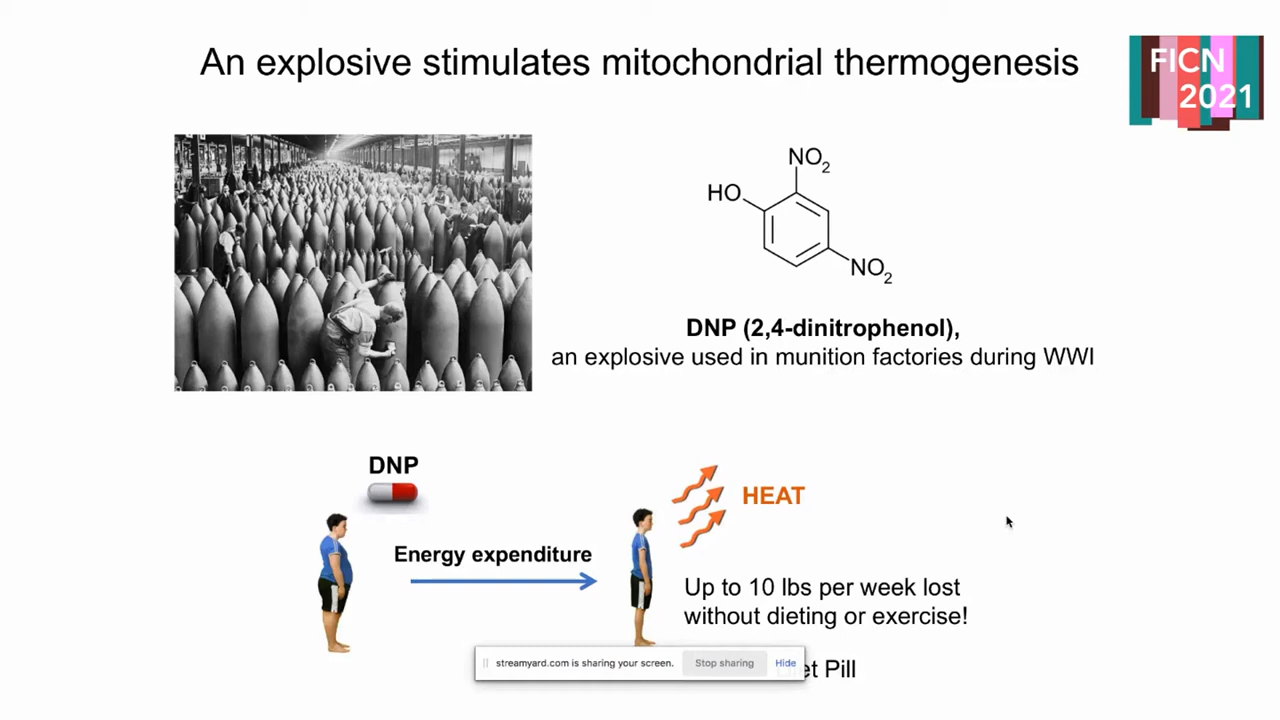 An explosive stimulates mitochondrial thermogenesis
FICN
2021
NO2
HO
NO2
DNP (2,4-dinitrophenol),
an explosive used in munition factories during WWI
DNP
HEAT
Energy expenditure
Up to 10 lbs per week lost
without dieting or exercise!
streamyard.com is sharing your screen. Stop sharing Hide
Pill